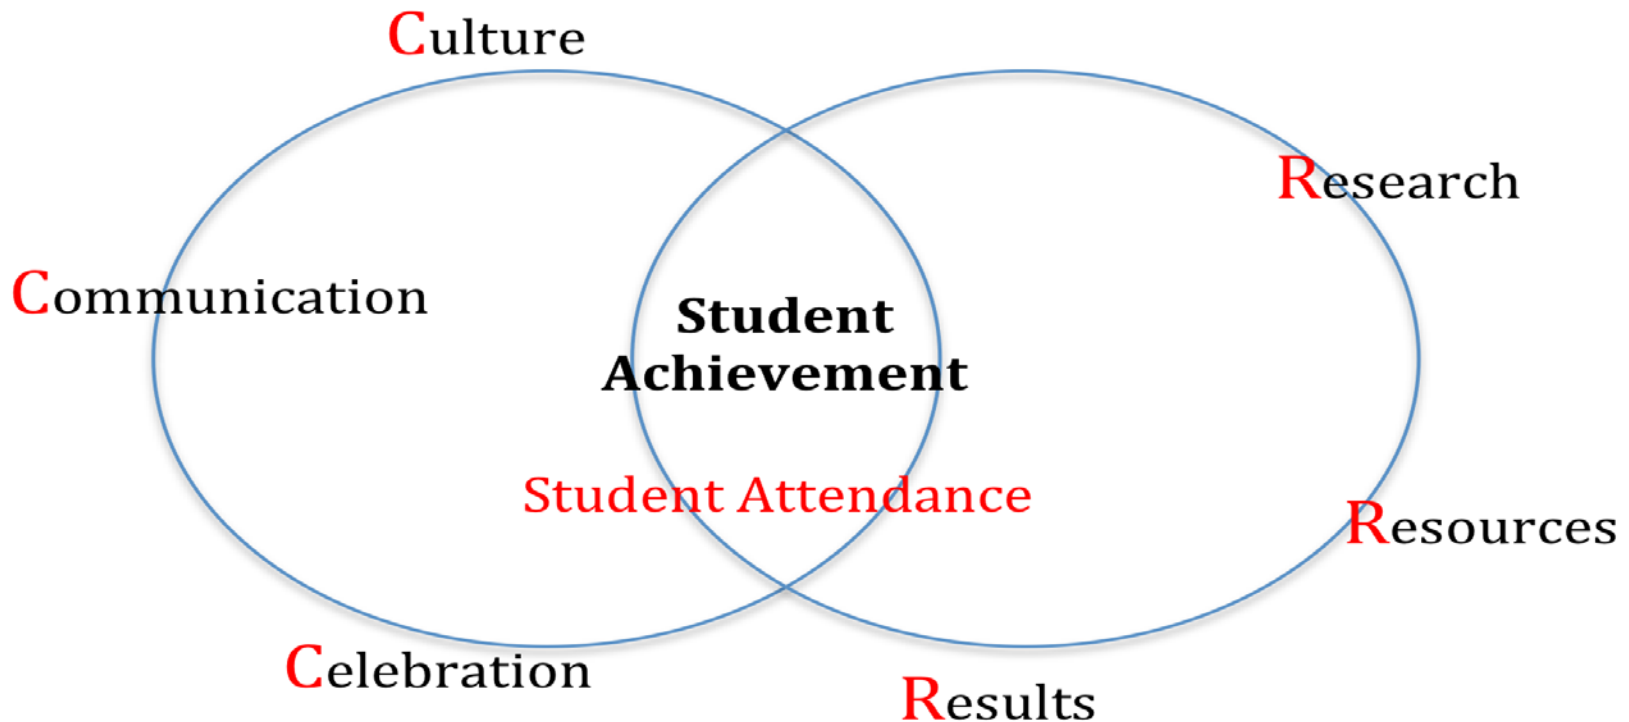 Culture
Research
Communication
Student
Achievement
Student Attendance
Resources
Celebration
Results